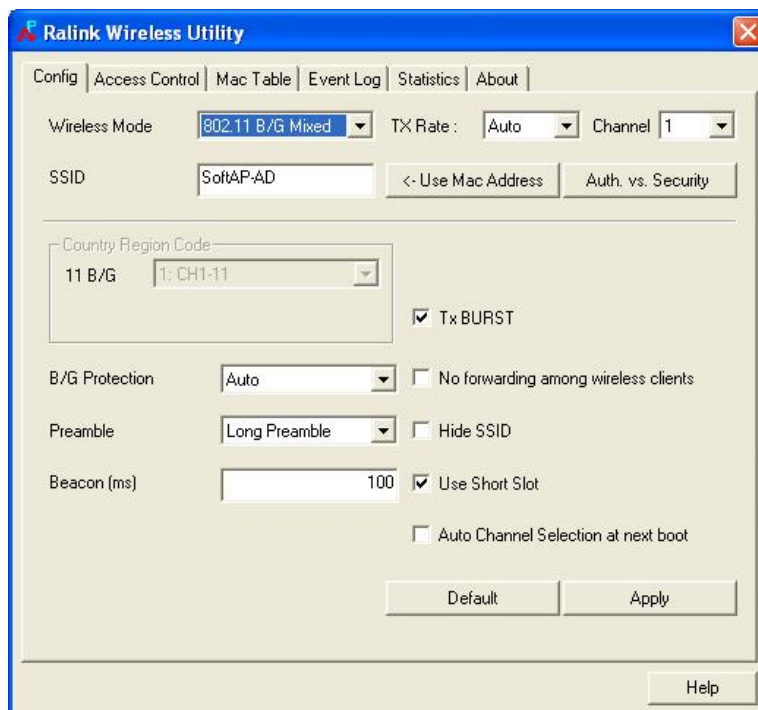 Ralink Wireless Utility
Config Access Control Mac Table Event Log Statistics About
Wireless Mode 802.11 B/G Mixed TX Rate : Auto Channel 1
SSID SoftAP-AD <- Use Mac Address Auth. vs. Security
Country Region Code
11 B/G 1: CH1-11
Tx BURST
B/G Protection Auto No forwarding among wireless clients
Preamble Long Preamble Hide SSID
Beacon (ms) 100 Use Short Slot
Auto Channel Selection at next boot
Default Apply
Help